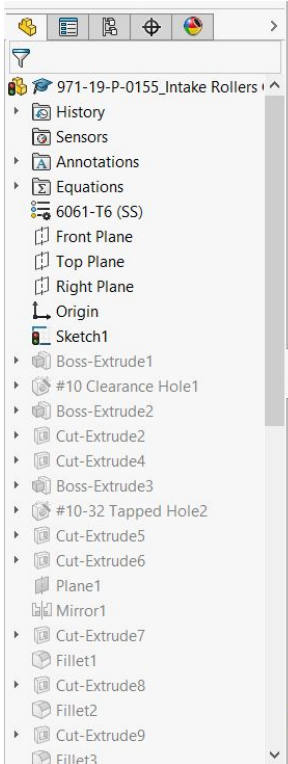 971-19-P-0155_Intake Rollers
History
Sensors
Annotations
Equations
6061-T6 (SS)
Front Plane
Top Plane
Right Plane
Origin
Sketch1
Boss-Extrude1
#10 Clearance Hole1
Boss-Extrude2
Cut-Extrude2
Cut-Extrude4
Boss-Extrude3
#10-32 Tapped Hole2
Cut-Extrude5
Cut-Extrude6
Plane1
Mirror1
Cut-Extrude7
Fillet1
Cut-Extrude8
Fillet2
Cut-Extrude9
Fillet3